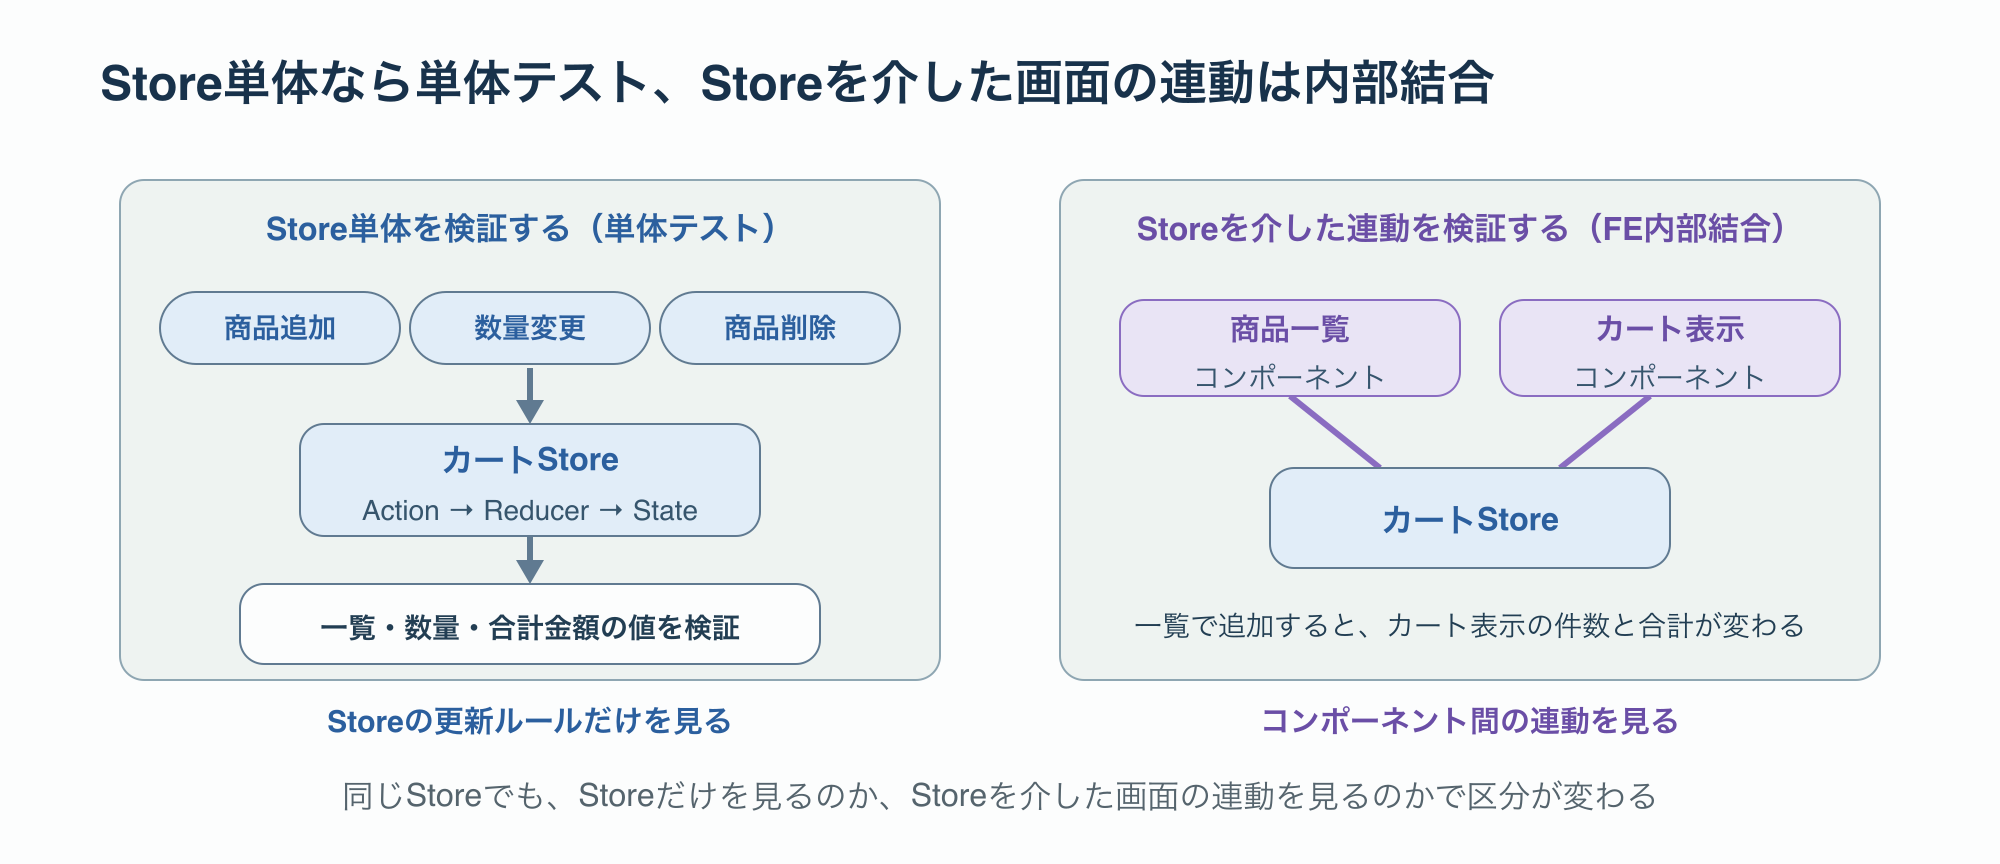 Store単体なら単体テスト、Storeを介した画面の連動は内部結合
Store単体を検証する（単体テスト）
商品追加
数量変更
商品削除
カートStore
Action → Reducer → State
一覧・数量・合計金額の値を検証
Storeの更新ルールだけを見る
Storeを介した連動を検証する（FE内部結合）
商品一覧
コンポーネント
カート表示
コンポーネント
カートStore
一覧で追加すると、カート表示の件数と合計が変わる
コンポーネント間の連動を見る
同じStoreでも、Storeだけを見るのか、Storeを介した画面の連動を見るのかで区分が変わる